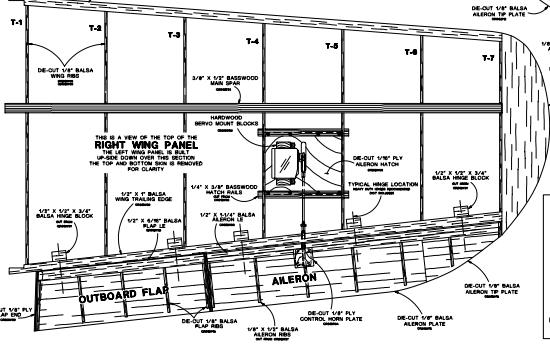 DIE-CUT 1/8" BALSA
AILERON TIP PLATE
T-1
T-2
T-3
T-4
T-5
T-6
T-7
DIE-CUT 1/8" BALSA
WING RIBS
3/8" X 1/2" BASSWOOD
MAIN SPAR
HARDWOOD
SERVO MOUNT BLOCKS
THIS IS A VIEW OF THE TOP OF THE
RIGHT WING PANEL
THE LEFT WING PANEL IS BUILT
UP-SIDE DOWN OVER THIS SECTION
THE TOP AND BOTTOM SKIN IS REMOVED
FOR CLARITY
DIE-CUT 1/16" PLY
AILERON HATCH
1/4" X 3/8" BASSWOOD
HATCH RAILS
TYPICAL HINGE LOCATION
1/2" X 1/2" X 3/4"
BALSA HINGE BLOCK
1/2" X 1" BALSA
WING TRAILING EDGE
1/2" X 1/2" X 3/4"
BALSA HINGE BLOCK
1/2" X 6/16" BALSA
FLAP LE
1/2" X 1-1/4" BALSA
AILERON LE
OUTBOARD FLAP
AILERON
DIE-CUT 1/8" BALSA
AILERON TIP PLATE
CUT 1/8" PLY
AP END
DIE-CUT 1/8" BALSA
FLAP RIBS
1/8" X 1/2" BALSA
AILERON RIBS
DIE-CUT 1/8" PLY
CONTROL HORN PLATE
DIE-CUT 1/8" BALSA
AILERON PLATE